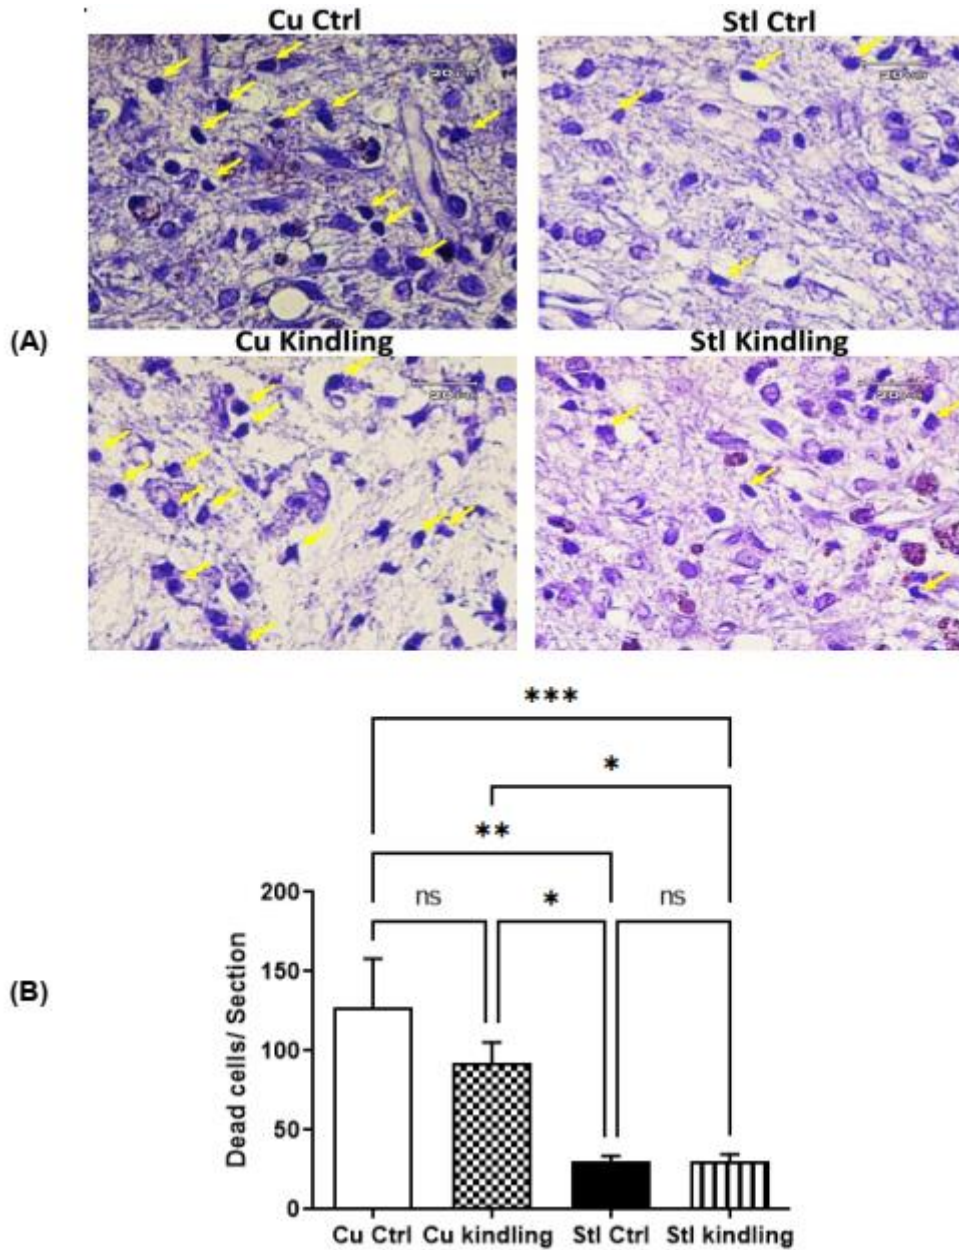 Cu Ctrl
Stl Ctrl
(A)
Cu Kindling
Stl Kindling
***
*
**
ns
*
ns
200
150
100
50
0
Dead cells/ Section
(B)
Cu Ctrl
Cu kindling
Stl Ctrl
Stl kindling